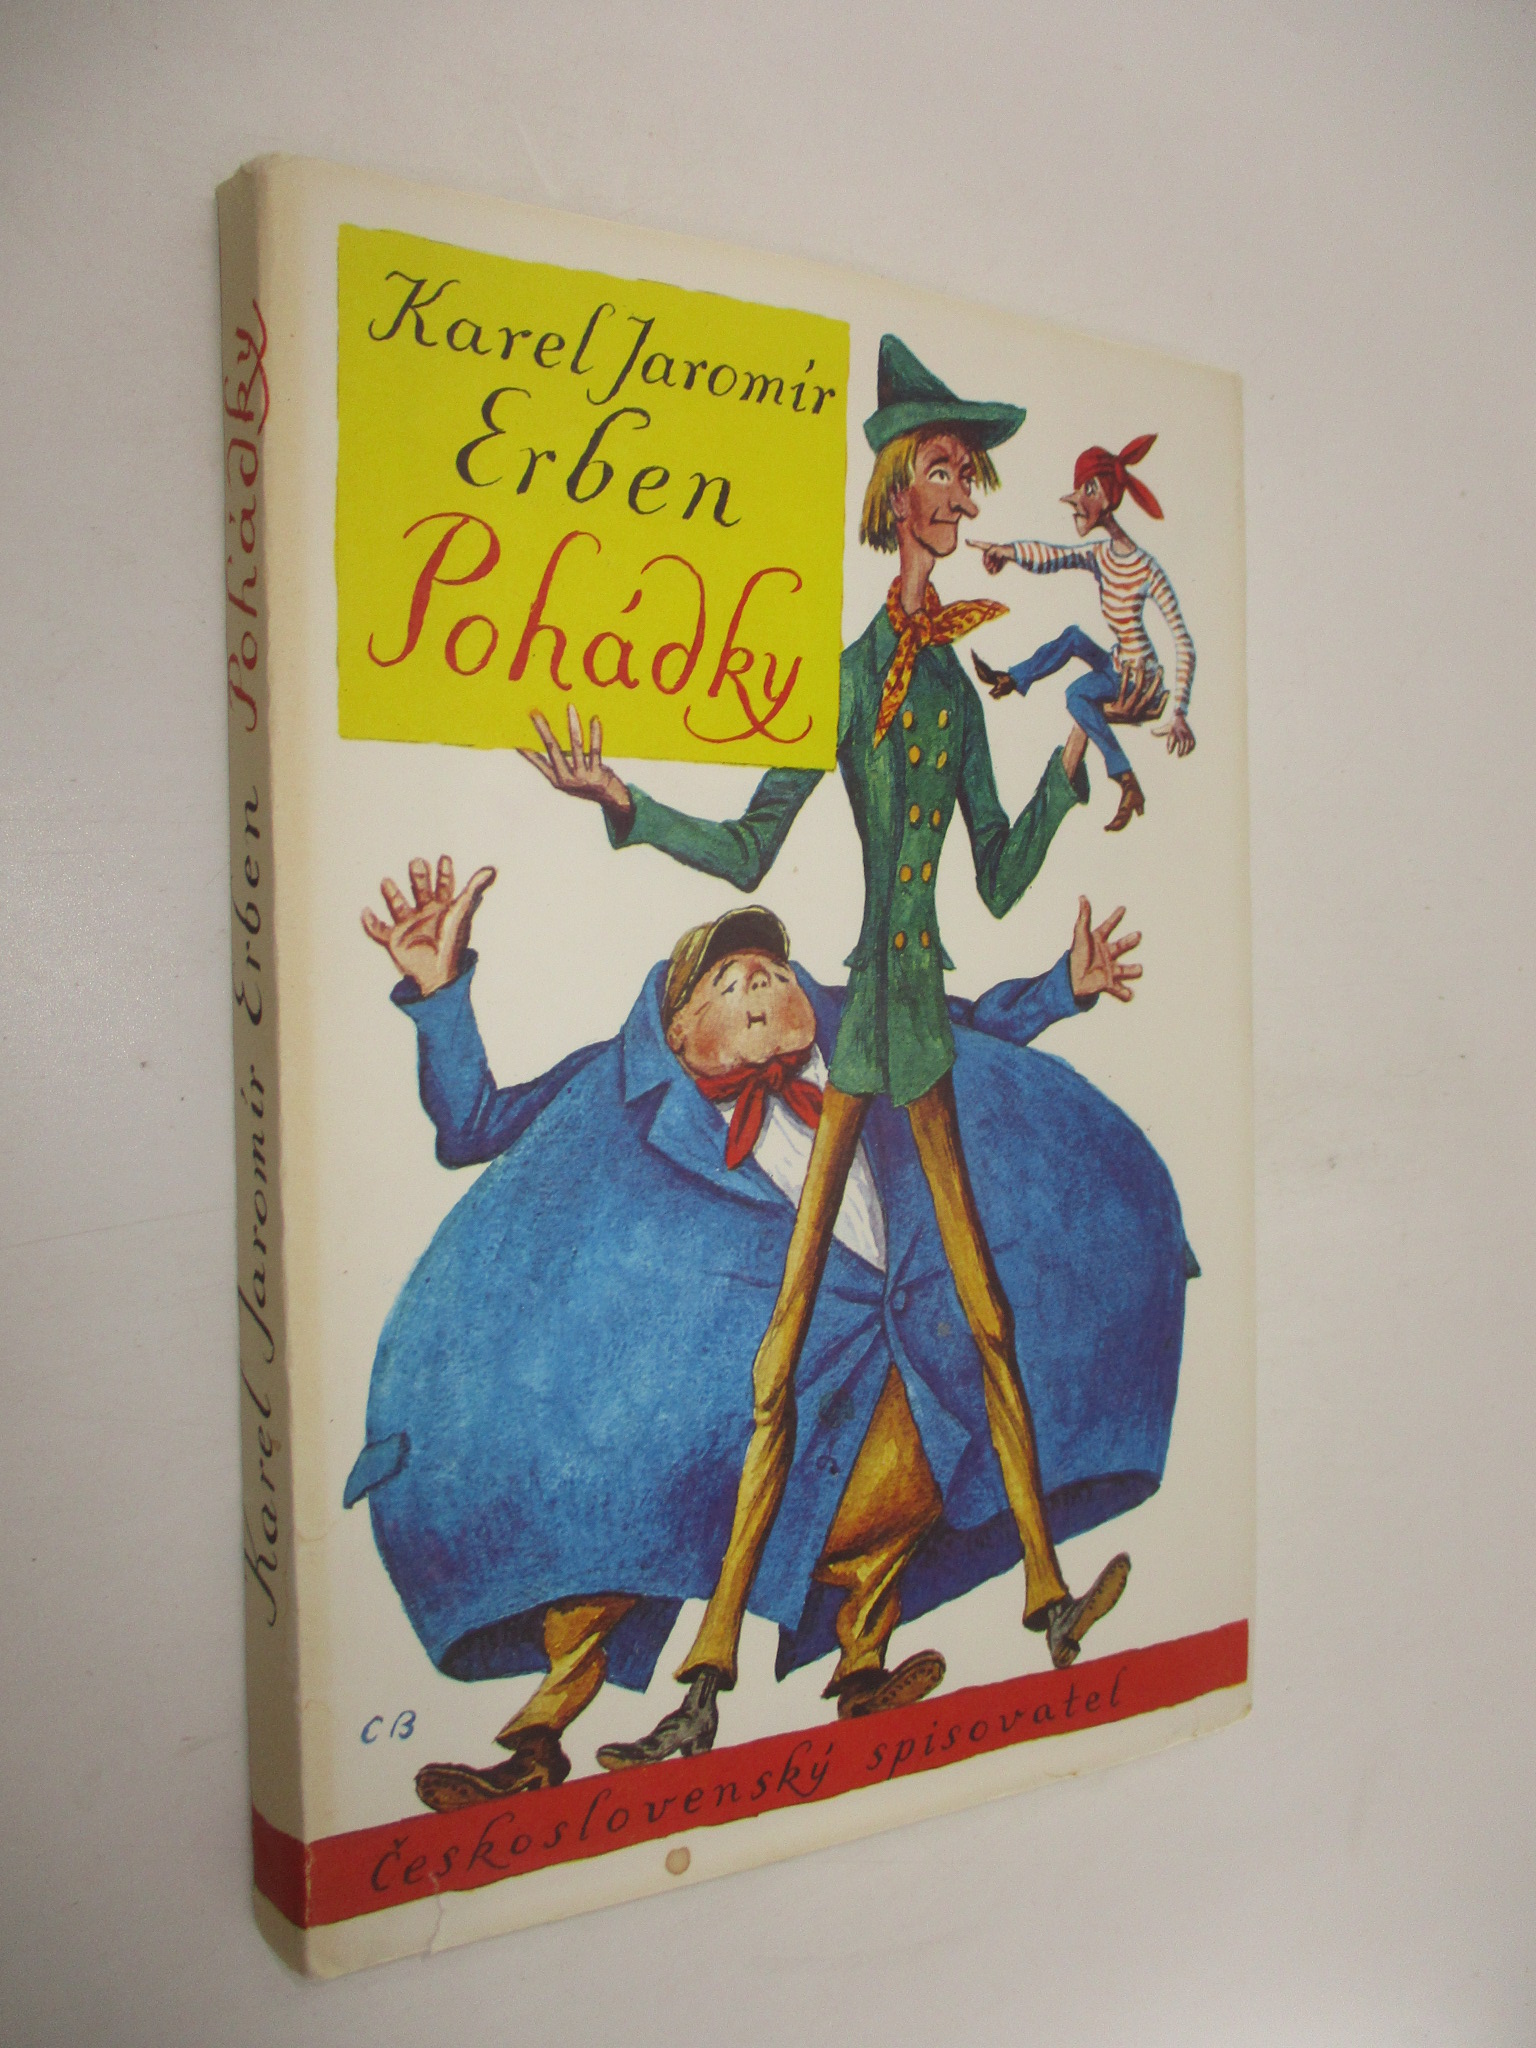 Karel Jaromír
Erben
Pohádky
CB
Československý spisovatel
Karel Jaromír Erben Pohádky